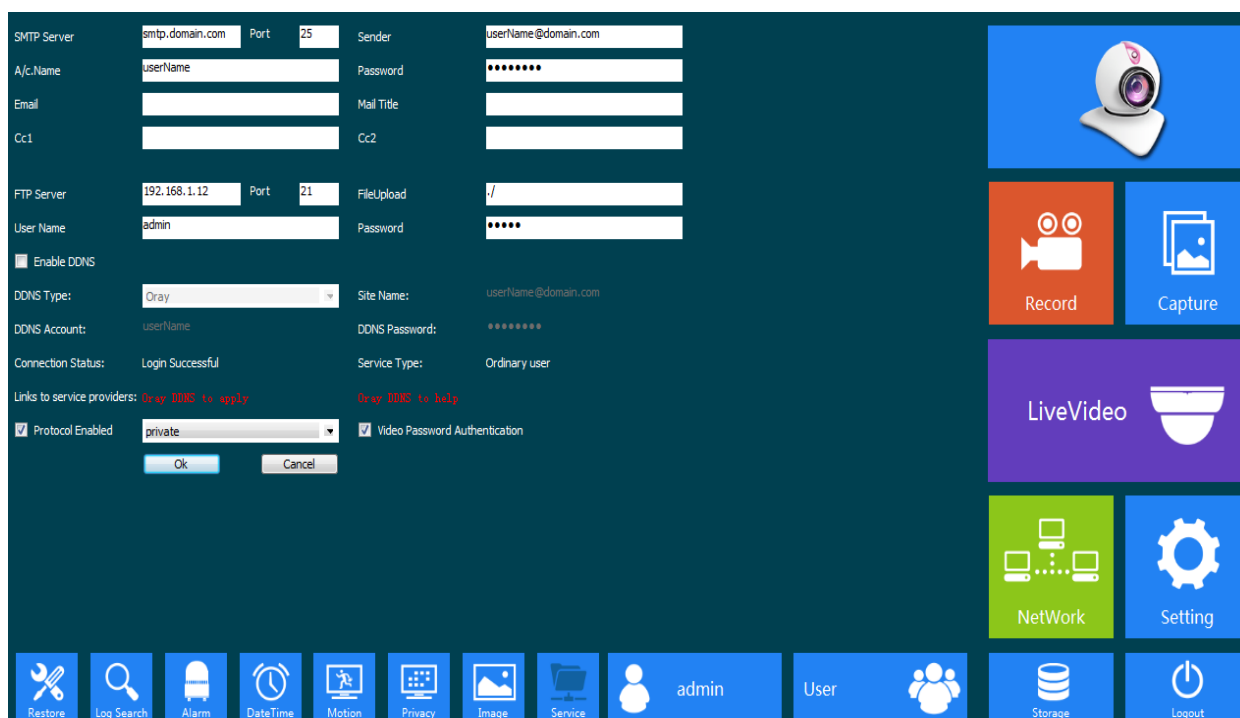 SMTP Server smtp.domain.com Port 25 Sender userName@domain.com
A/c.Name userName Password ••••••••
Email Mail Title
Cc1 Cc2
FTP Server 192.168.1.12 Port 21 FileUpload ./
User Name admin Password •••••
Enable DDNS
DDNS Type: Oray Site Name: userName@domain.com
DDNS Account: userName DDNS Password: ••••••••
Connection Status: Login Successful Service Type: Ordinary user
Links to service providers: Oray DDNS to apply Oray DDNS to help
Protocol Enabled private Video Password Authentication
Ok Cancel
Record Capture
LiveVideo
NetWork Setting
Restore Log Search Alarm DateTime Motion Privacy Image Service admin User Storage Logout